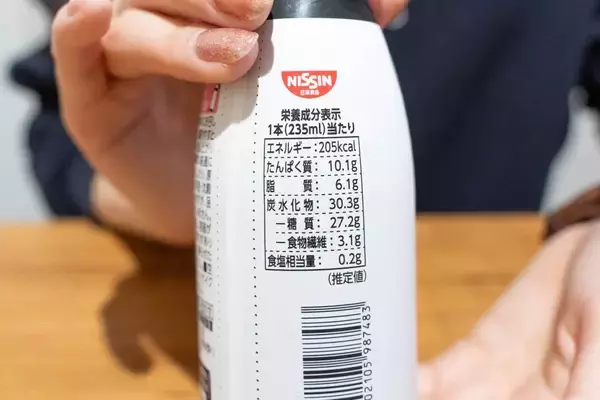 NISSIN
日清食品
栄養成分表示
1本(235ml)当たり
エネルギー:205kcal
たんぱく質: 10.1g
脂 質: 6.1g
炭水化物: 30.3g
―糖 質: 27.2g
―食物繊維: 3.1g
食塩相当量: 0.2g
(推定値)
02105 987483